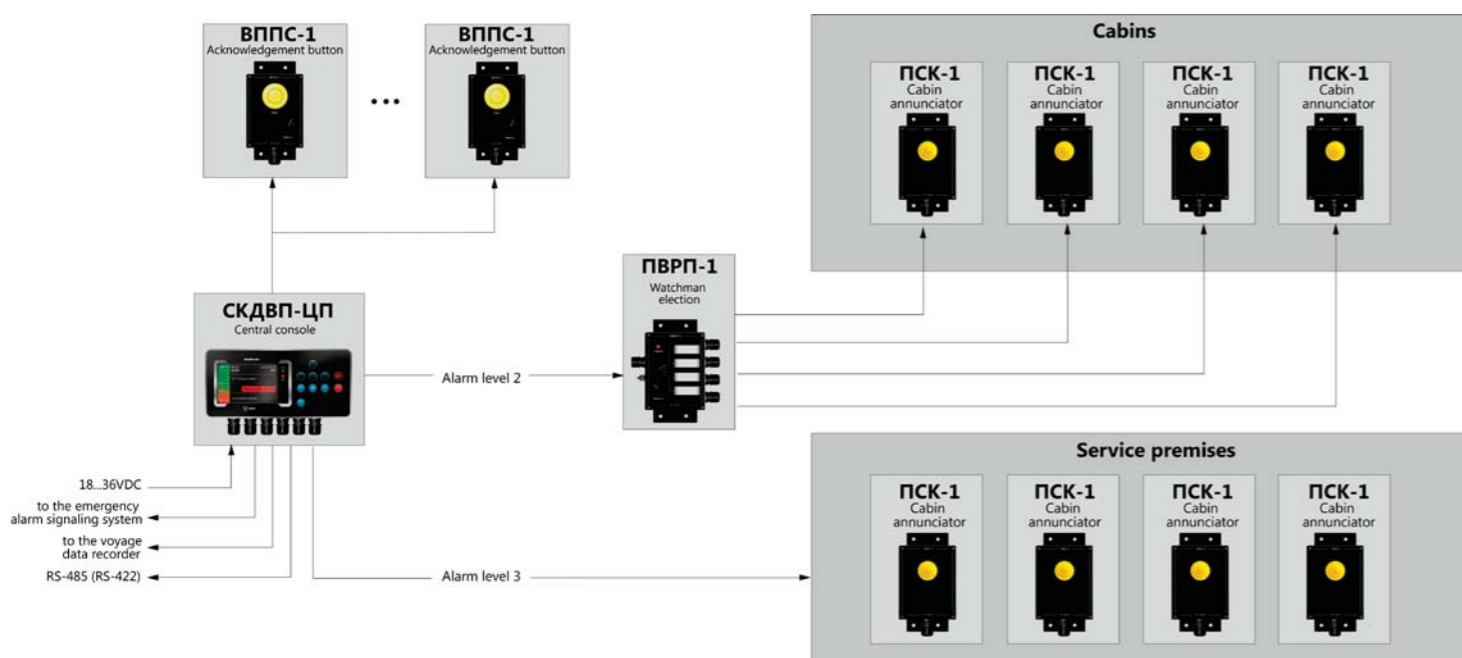 ВППС-1
Acknowledgement button
ВППС-1
Acknowledgement button
...
Cabins
ПСК-1
Cabin
annunciator
ПСК-1
Cabin
annunciator
ПСК-1
Cabin
annunciator
ПСК-1
Cabin
annunciator
ПВРП-1
Watchman
election
СКДВП-ЦП
Central console
Alarm level 2
18...36VDC
to the emergency
alarm signaling system
to the voyage
data recorder
RS-485 (RS-422)
Alarm level 3
Service premises
ПСК-1
Cabin
annunciator
ПСК-1
Cabin
annunciator
ПСК-1
Cabin
annunciator
ПСК-1
Cabin
annunciator